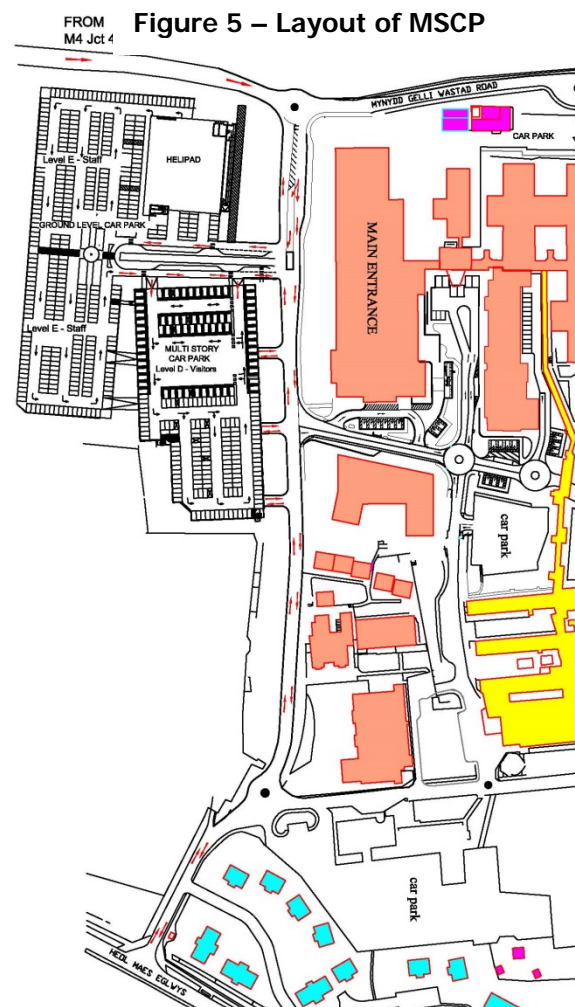 Figure 5 – Layout of MSCP
FROM
M4 Jct 4
MYNYDD GELLI WASTAD ROAD
CAR PARK
HELIPAD
Level E - Staff
GROUND LEVEL CAR PARK
MAIN ENTRANCE
Level E - Staff
MULTI STORY
CAR PARK
Level D - Visitors
car park
car park
HEOL MAES EGLWYS